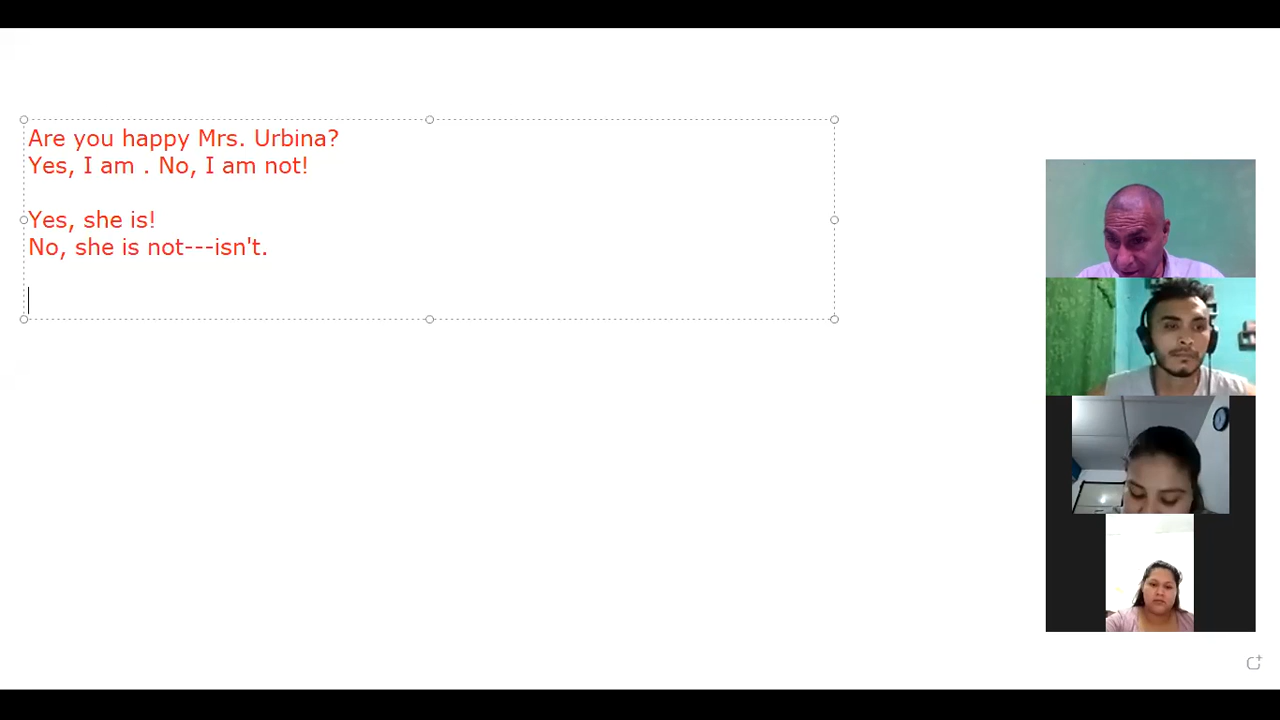 Are you happy Mrs. Urbina?
Yes, I am . No, I am not!
Yes, she is!
No, she is not---isn't.